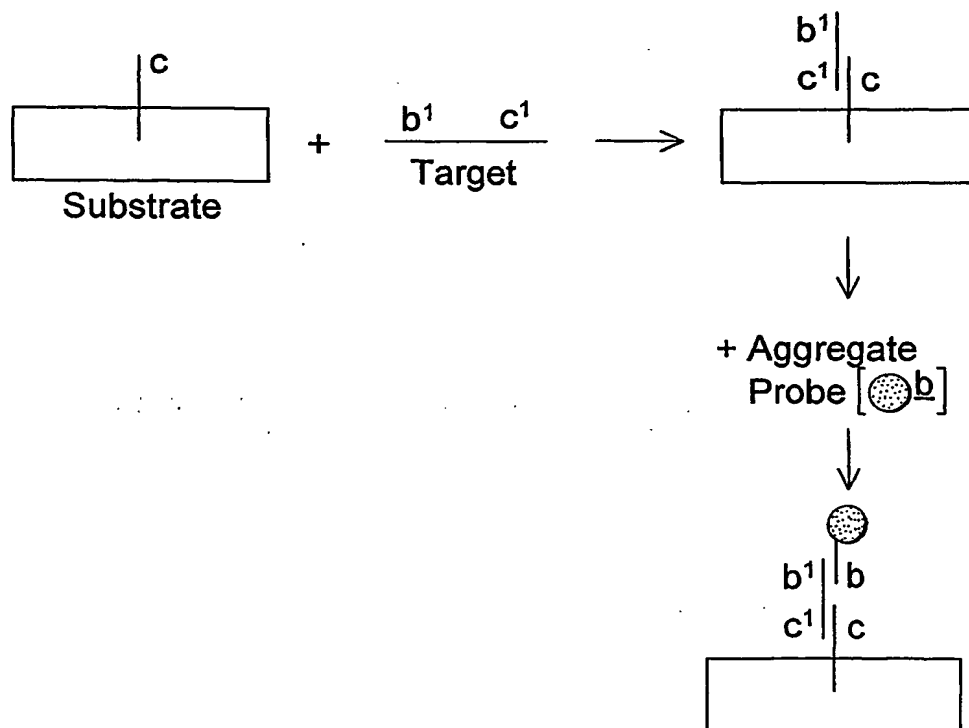 c
Substrate
+
b¹ c¹
Target
b¹
c¹ c
+ Aggregate
Probe [ b]
b¹ b
c¹ c